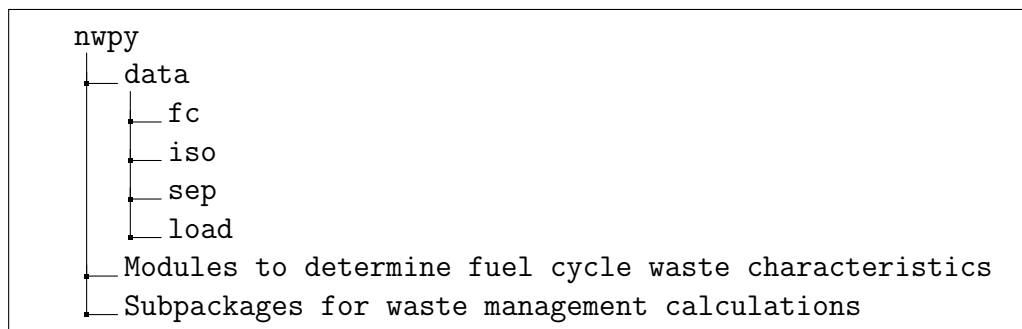 nwpy
data
fc
iso
sep
load
Modules to determine fuel cycle waste characteristics
Subpackages for waste management calculations